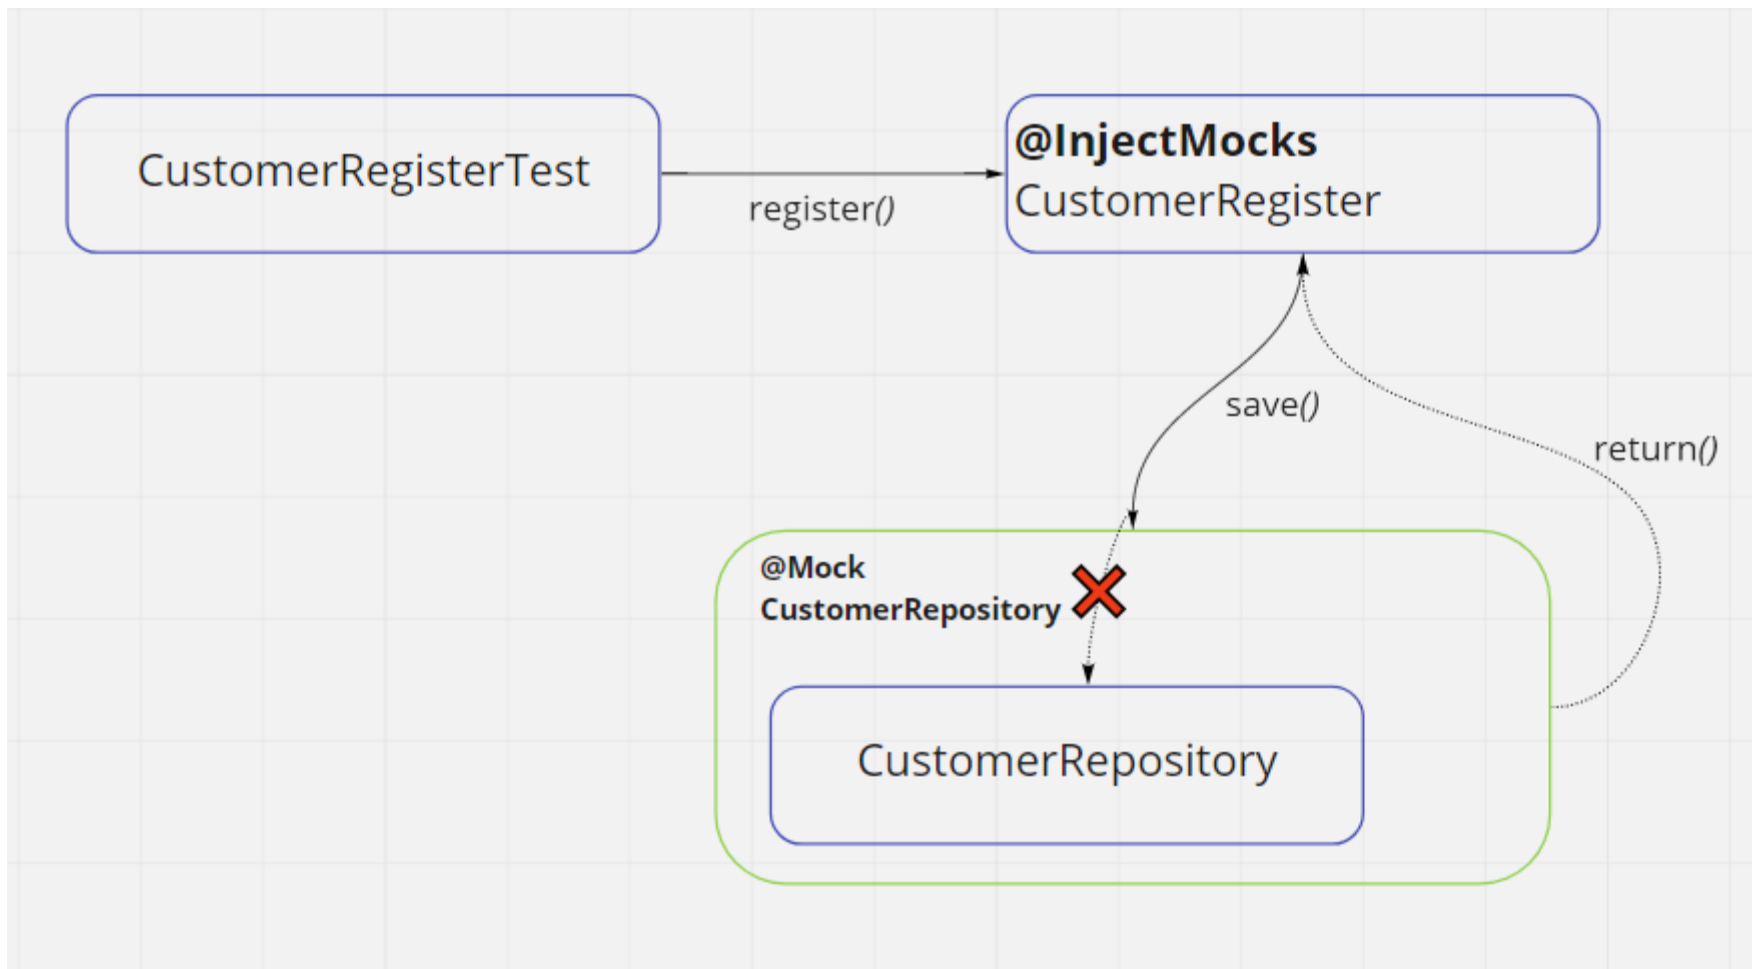 CustomerRegisterTest
register()
@InjectMocks
CustomerRegister
save()
return()
@Mock
CustomerRepository
CustomerRepository